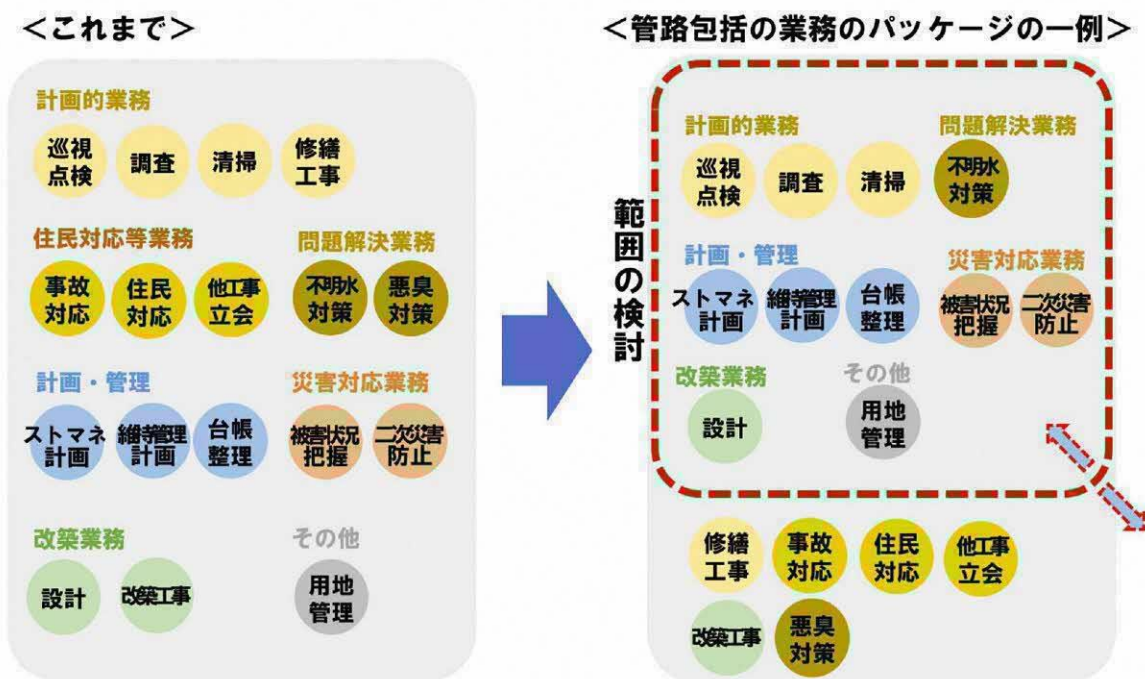 <これまで>
計画的業務
巡視
点検
調査
清掃
修繕
工事
住民対応等業務
事故
対応
住民
対応
他工事
立会
問題解決業務
不明水
対策
悪臭
対策
計画・管理
ストマネ
計画
維持管理
計画
台帳
整理
災害対応業務
被害状況
把握
二次災害
防止
改築業務
設計
改築工事
その他
用地
管理
<管路包括の業務のパッケージの一例>
範囲の検討
計画的業務
巡視
点検
調査
清掃
問題解決業務
不明水
対策
計画・管理
ストマネ
計画
維持管理
計画
台帳
整理
災害対応業務
被害状況
把握
二次災害
防止
改築業務
設計
その他
用地
管理
修繕
工事
事故
対応
住民
対応
他工事
立会
改築工事
悪臭
対策